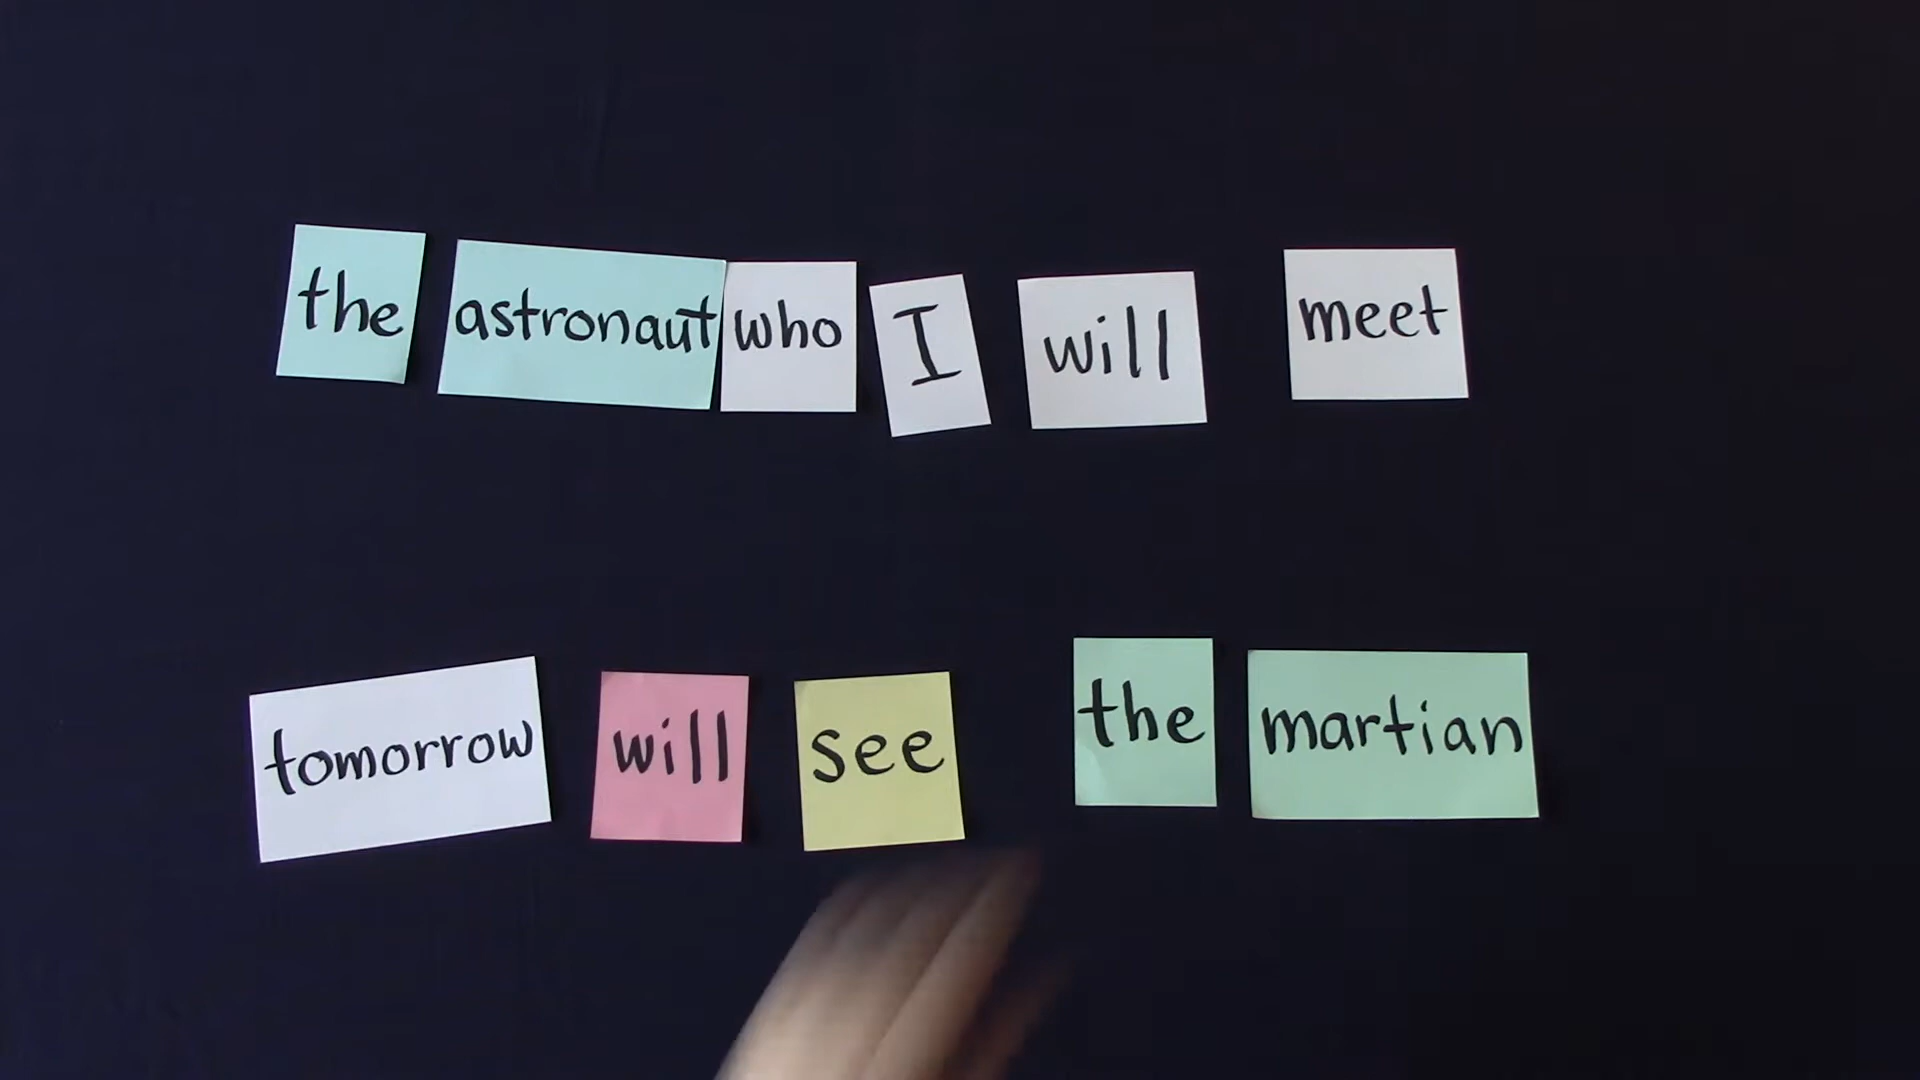 the astronaut who I will meet
tomorrow will see the martian